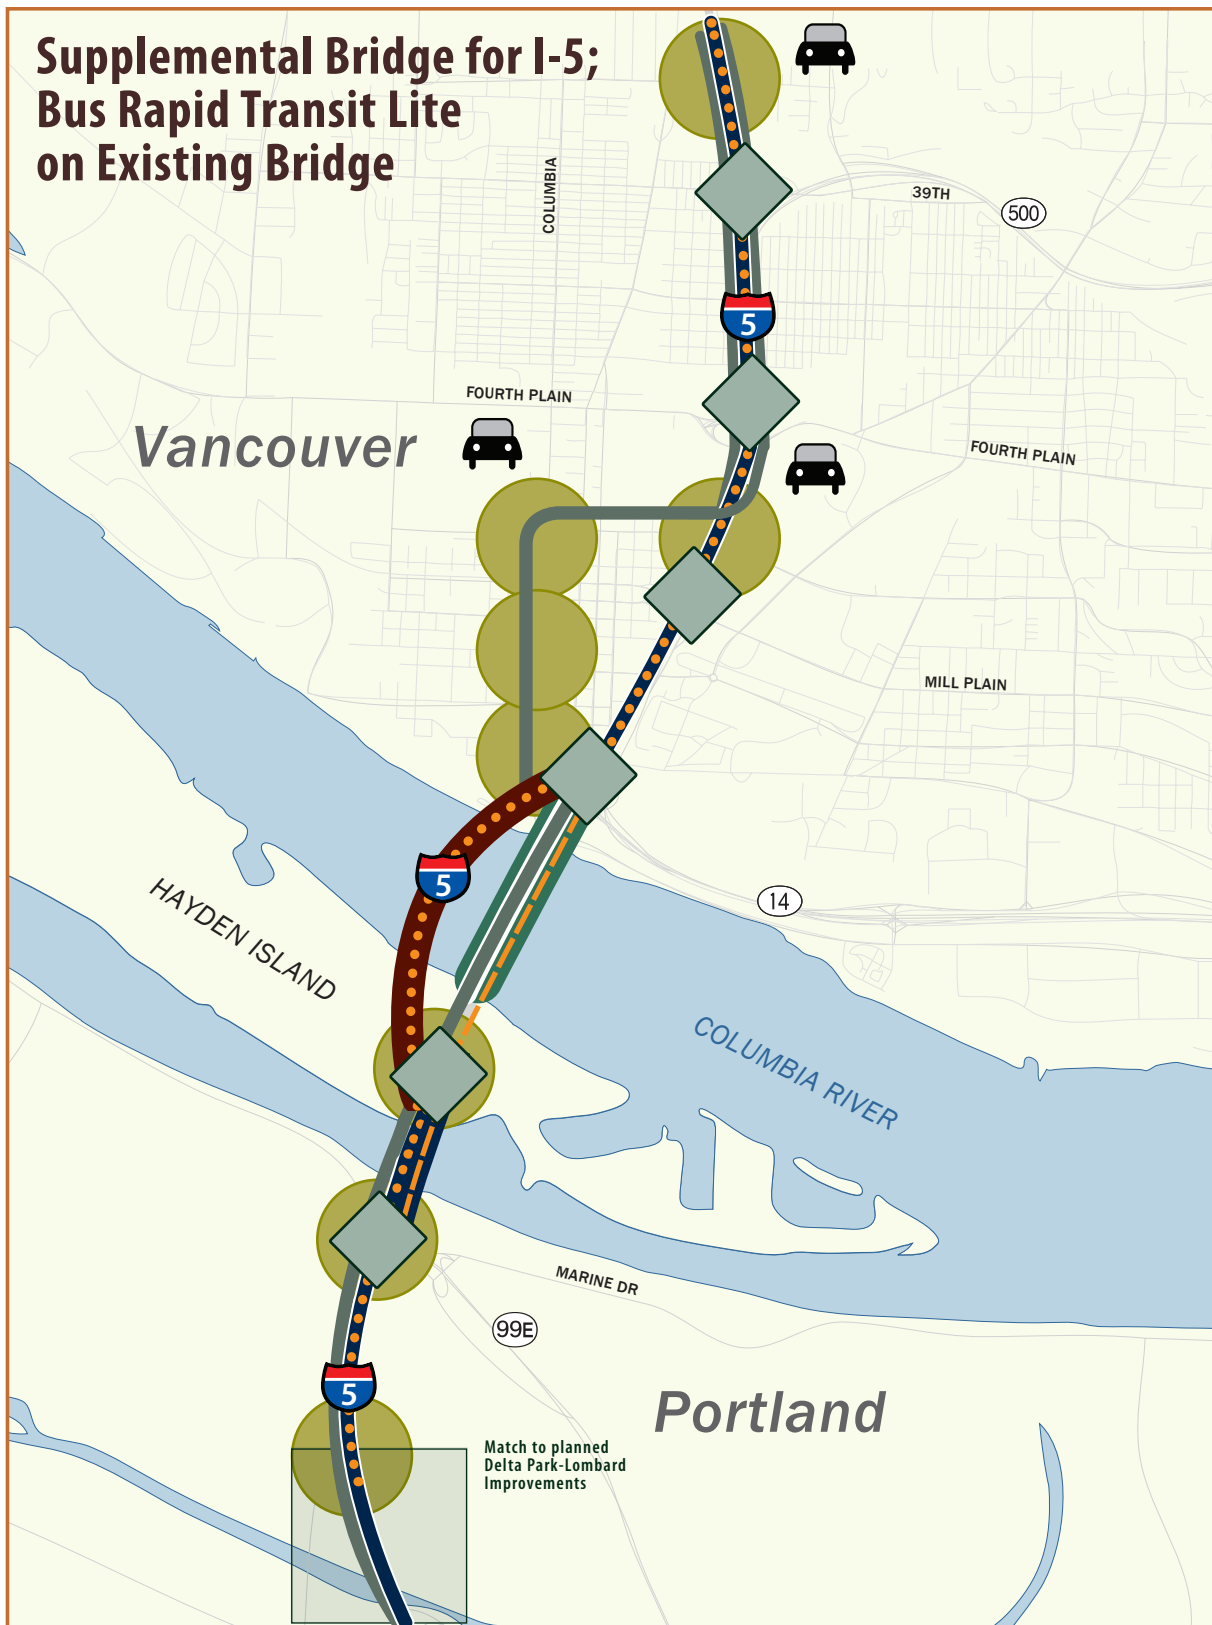 Supplemental Bridge for I-5;
Bus Rapid Transit Lite
on Existing Bridge
COLUMBIA
39TH
500
5
FOURTH PLAIN
Vancouver
FOURTH PLAIN
MILL PLAIN
5
14
HAYDEN ISLAND
COLUMBIA RIVER
MARINE DR
99E
5
Portland
Match to planned
Delta Park-Lombard
Improvements